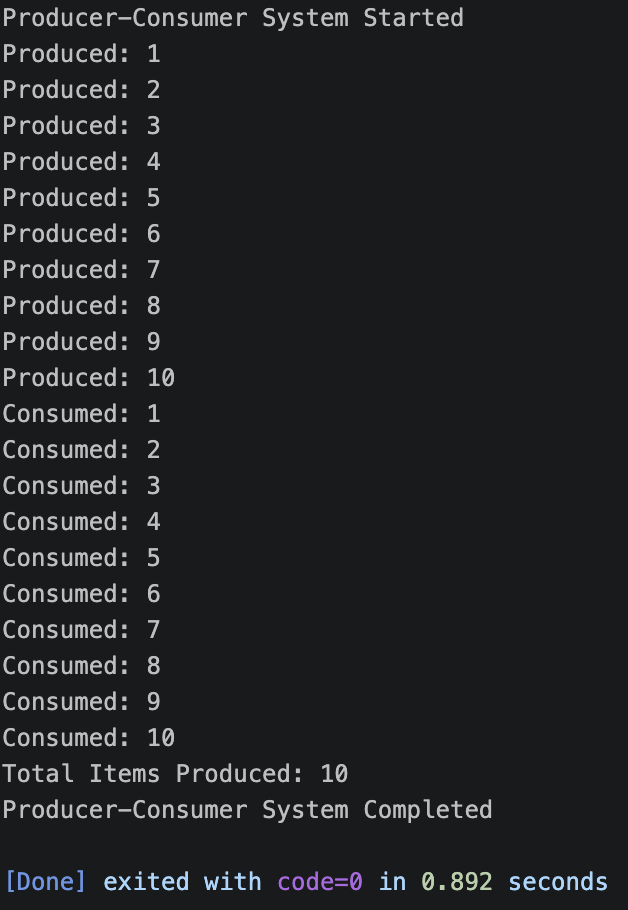 Producer-Consumer System Started
Produced: 1
Produced: 2
Produced: 3
Produced: 4
Produced: 5
Produced: 6
Produced: 7
Produced: 8
Produced: 9
Produced: 10
Consumed: 1
Consumed: 2
Consumed: 3
Consumed: 4
Consumed: 5
Consumed: 6
Consumed: 7
Consumed: 8
Consumed: 9
Consumed: 10
Total Items Produced: 10
Producer-Consumer System Completed
[Done] exited with code=0 in 0.892 seconds